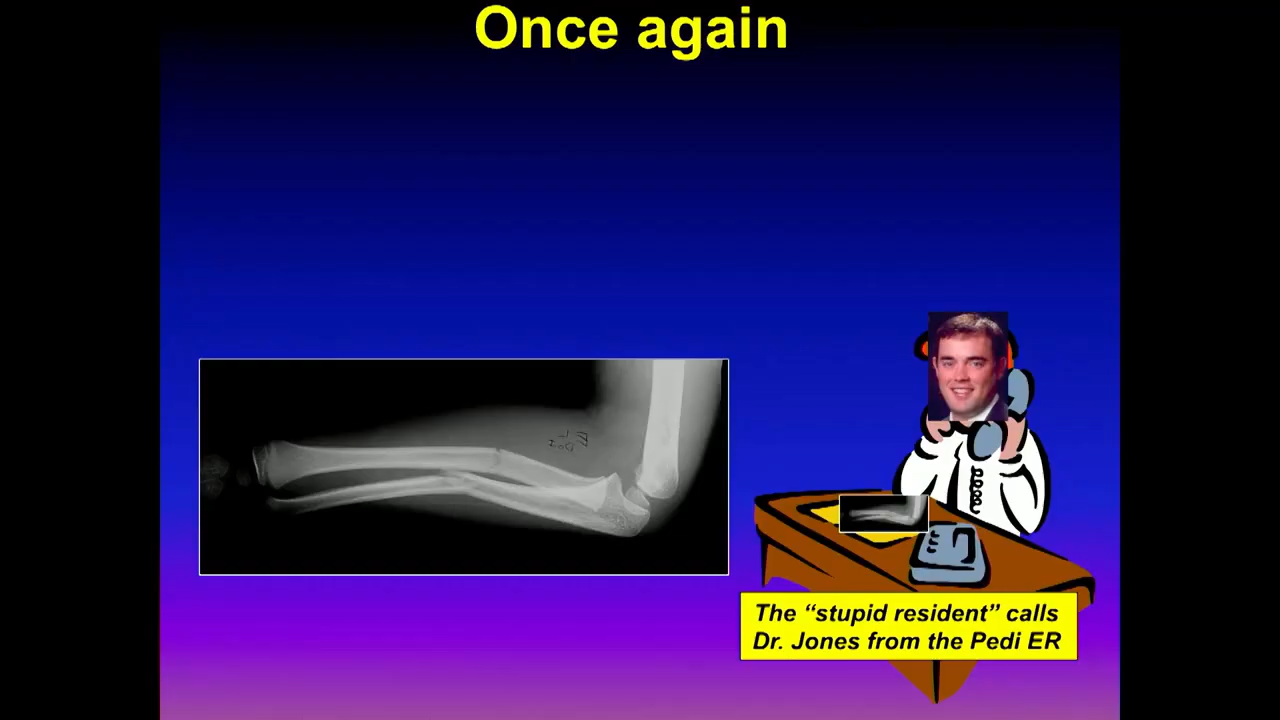 Once again
The “stupid resident” calls
Dr. Jones from the Pedi ER